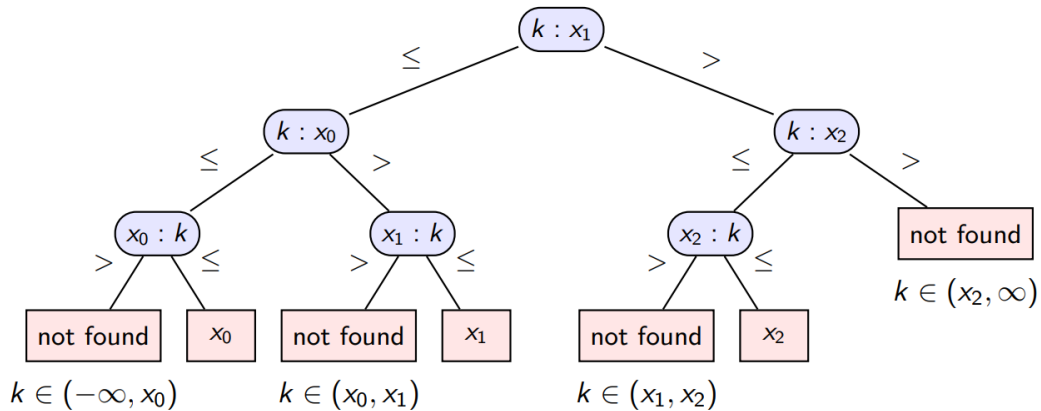 k : x₁
≤ >
k : x₀ k : x₂
≤ > ≤ >
x₀ : k x₁ : k x₂ : k not found
> ≤ > ≤ > ≤
k ∈ (x₂, ∞)
not found x₀ not found x₁ not found x₂
k ∈ (−∞, x₀) k ∈ (x₀, x₁) k ∈ (x₁, x₂)